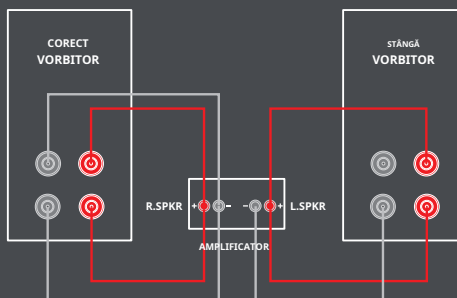 CORECT
VORBITOR
STÂNGĂ
VORBITOR
R.SPKR + - - + L.SPKR
AMPLIFICATOR